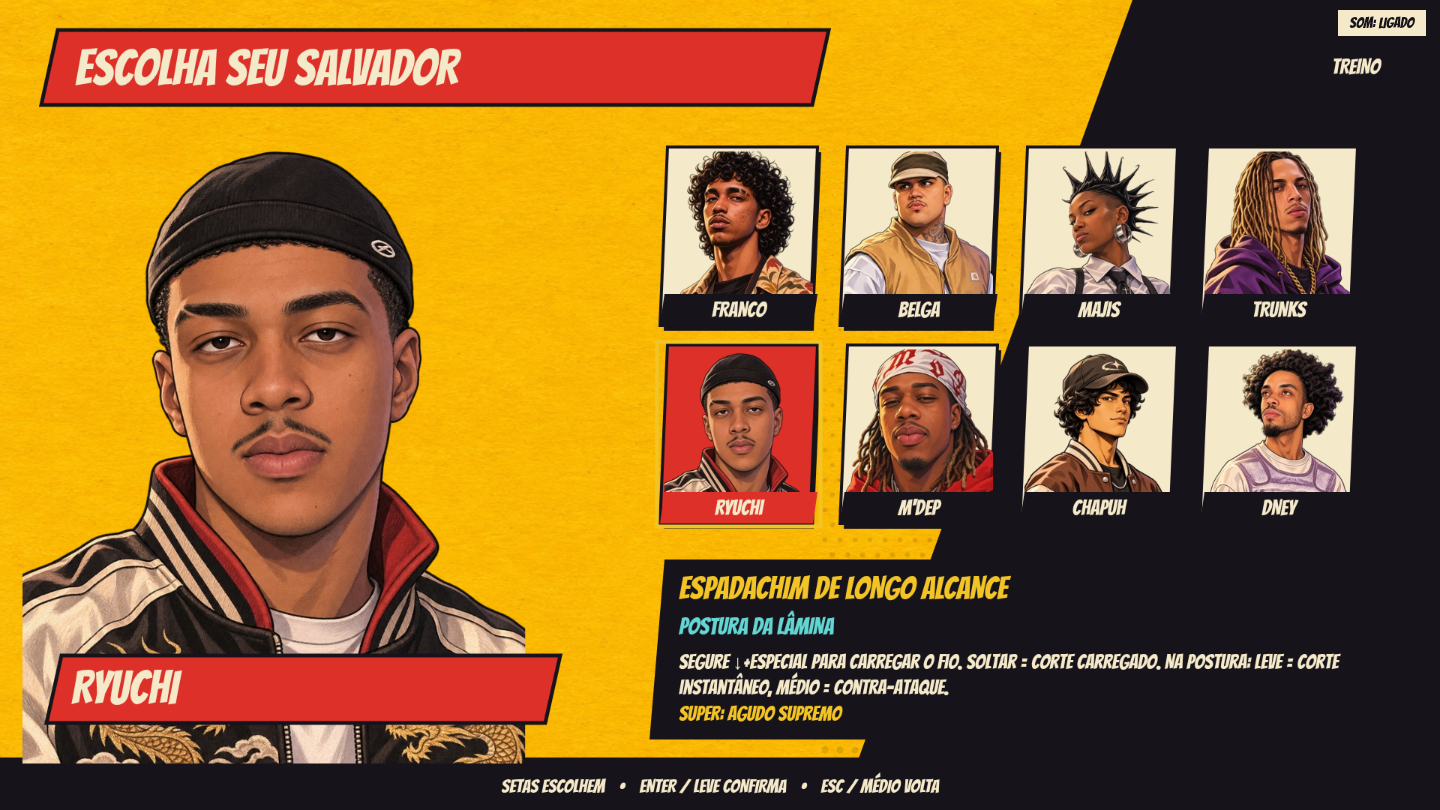 SOM: LIGADO
ESCOLHA SEU SALVADOR
TREINO
FRANCO
BELGA
MAJIS
TRUNKS
RYUCHI
M'DEP
CHAPUH
DNEY
ESPADACHIM DE LONGO ALCANCE
POSTURA DA LÂMINA
SEGURE ↓+ESPECIAL PARA CARREGAR O FIO. SOLTAR = CORTE CARREGADO. NA POSTURA: LEVE = CORTE
INSTANTÂNEO, MÉDIO = CONTRA-ATAQUE.
SUPER: AGUDO SUPREMO
RYUCHI
SETAS ESCOLHEM • ENTER / LEVE CONFIRMA • ESC / MÉDIO VOLTA